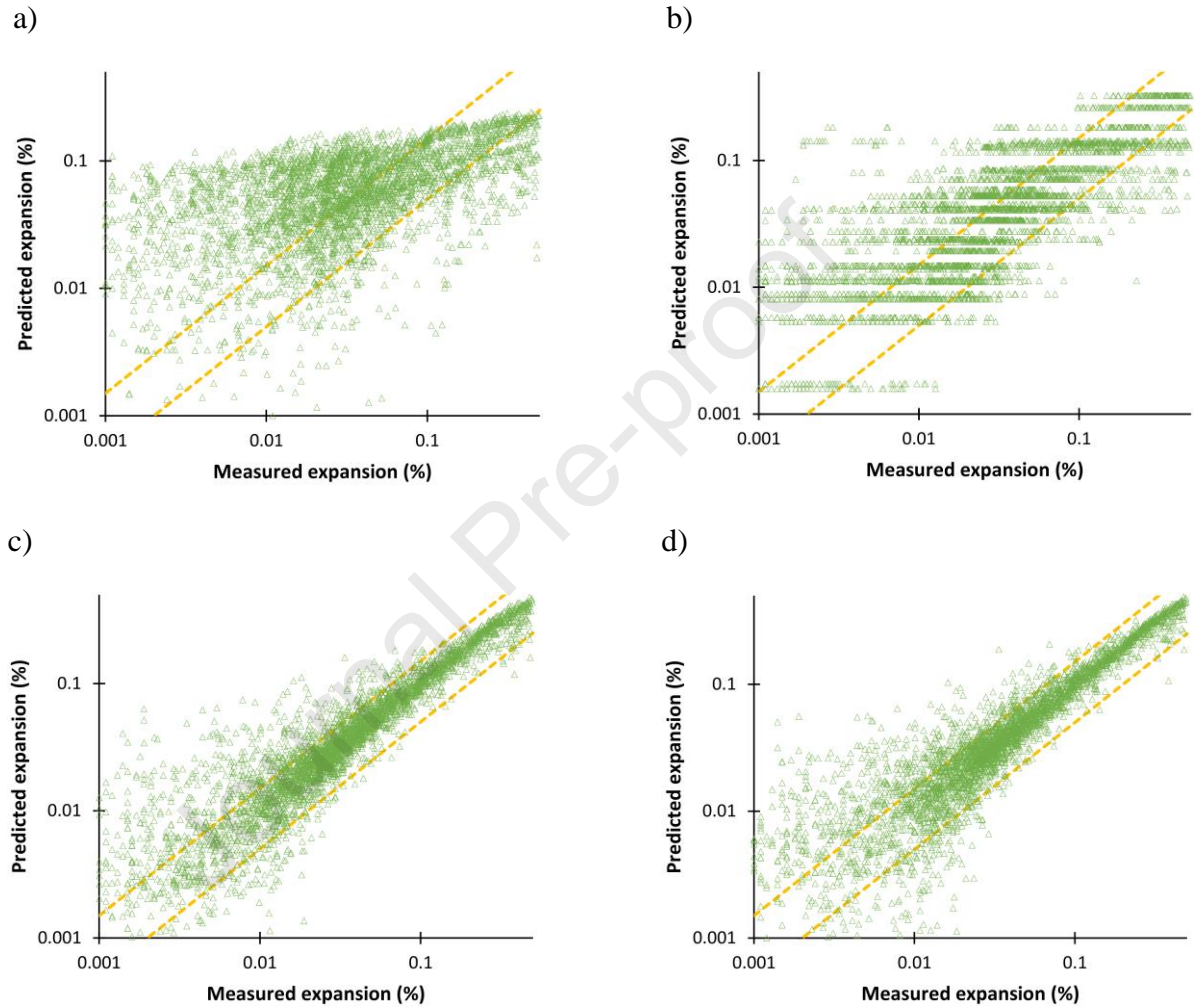 a)
b)
Predicted expansion (%)
0.1
0.01
0.001
0.001
0.01
0.1
Measured expansion (%)
Predicted expansion (%)
0.1
0.01
0.001
0.001
0.01
0.1
Measured expansion (%)
c)
d)
Predicted expansion (%)
0.1
0.01
0.001
0.001
0.01
0.1
Measured expansion (%)
Predicted expansion (%)
0.1
0.01
0.001
0.001
0.01
0.1
Measured expansion (%)
Journal Pre-proof